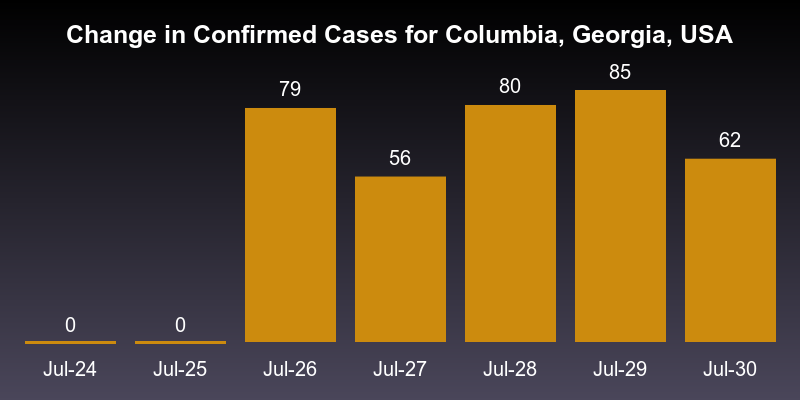 Change in Confirmed Cases for Columbia, Georgia, USA
0
0
79
56
80
85
62
Jul-24
Jul-25
Jul-26
Jul-27
Jul-28
Jul-29
Jul-30